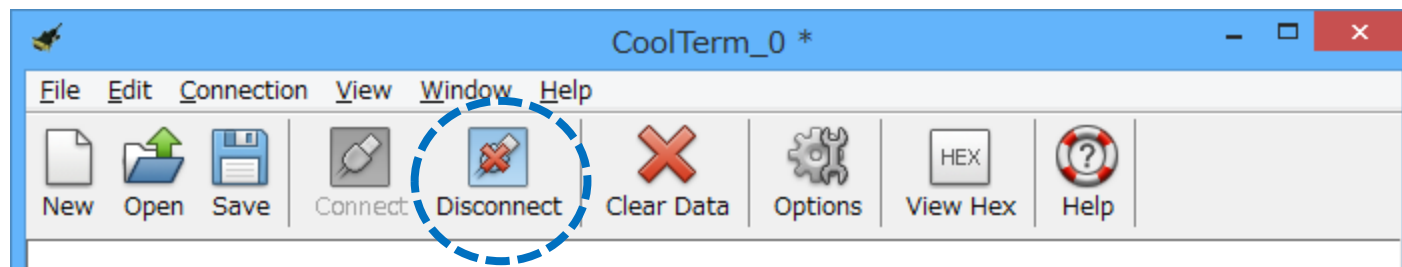 CoolTerm_0 *
File Edit Connection View Window Help
HEX
New Open Save Connect Disconnect Clear Data Options View Hex Help